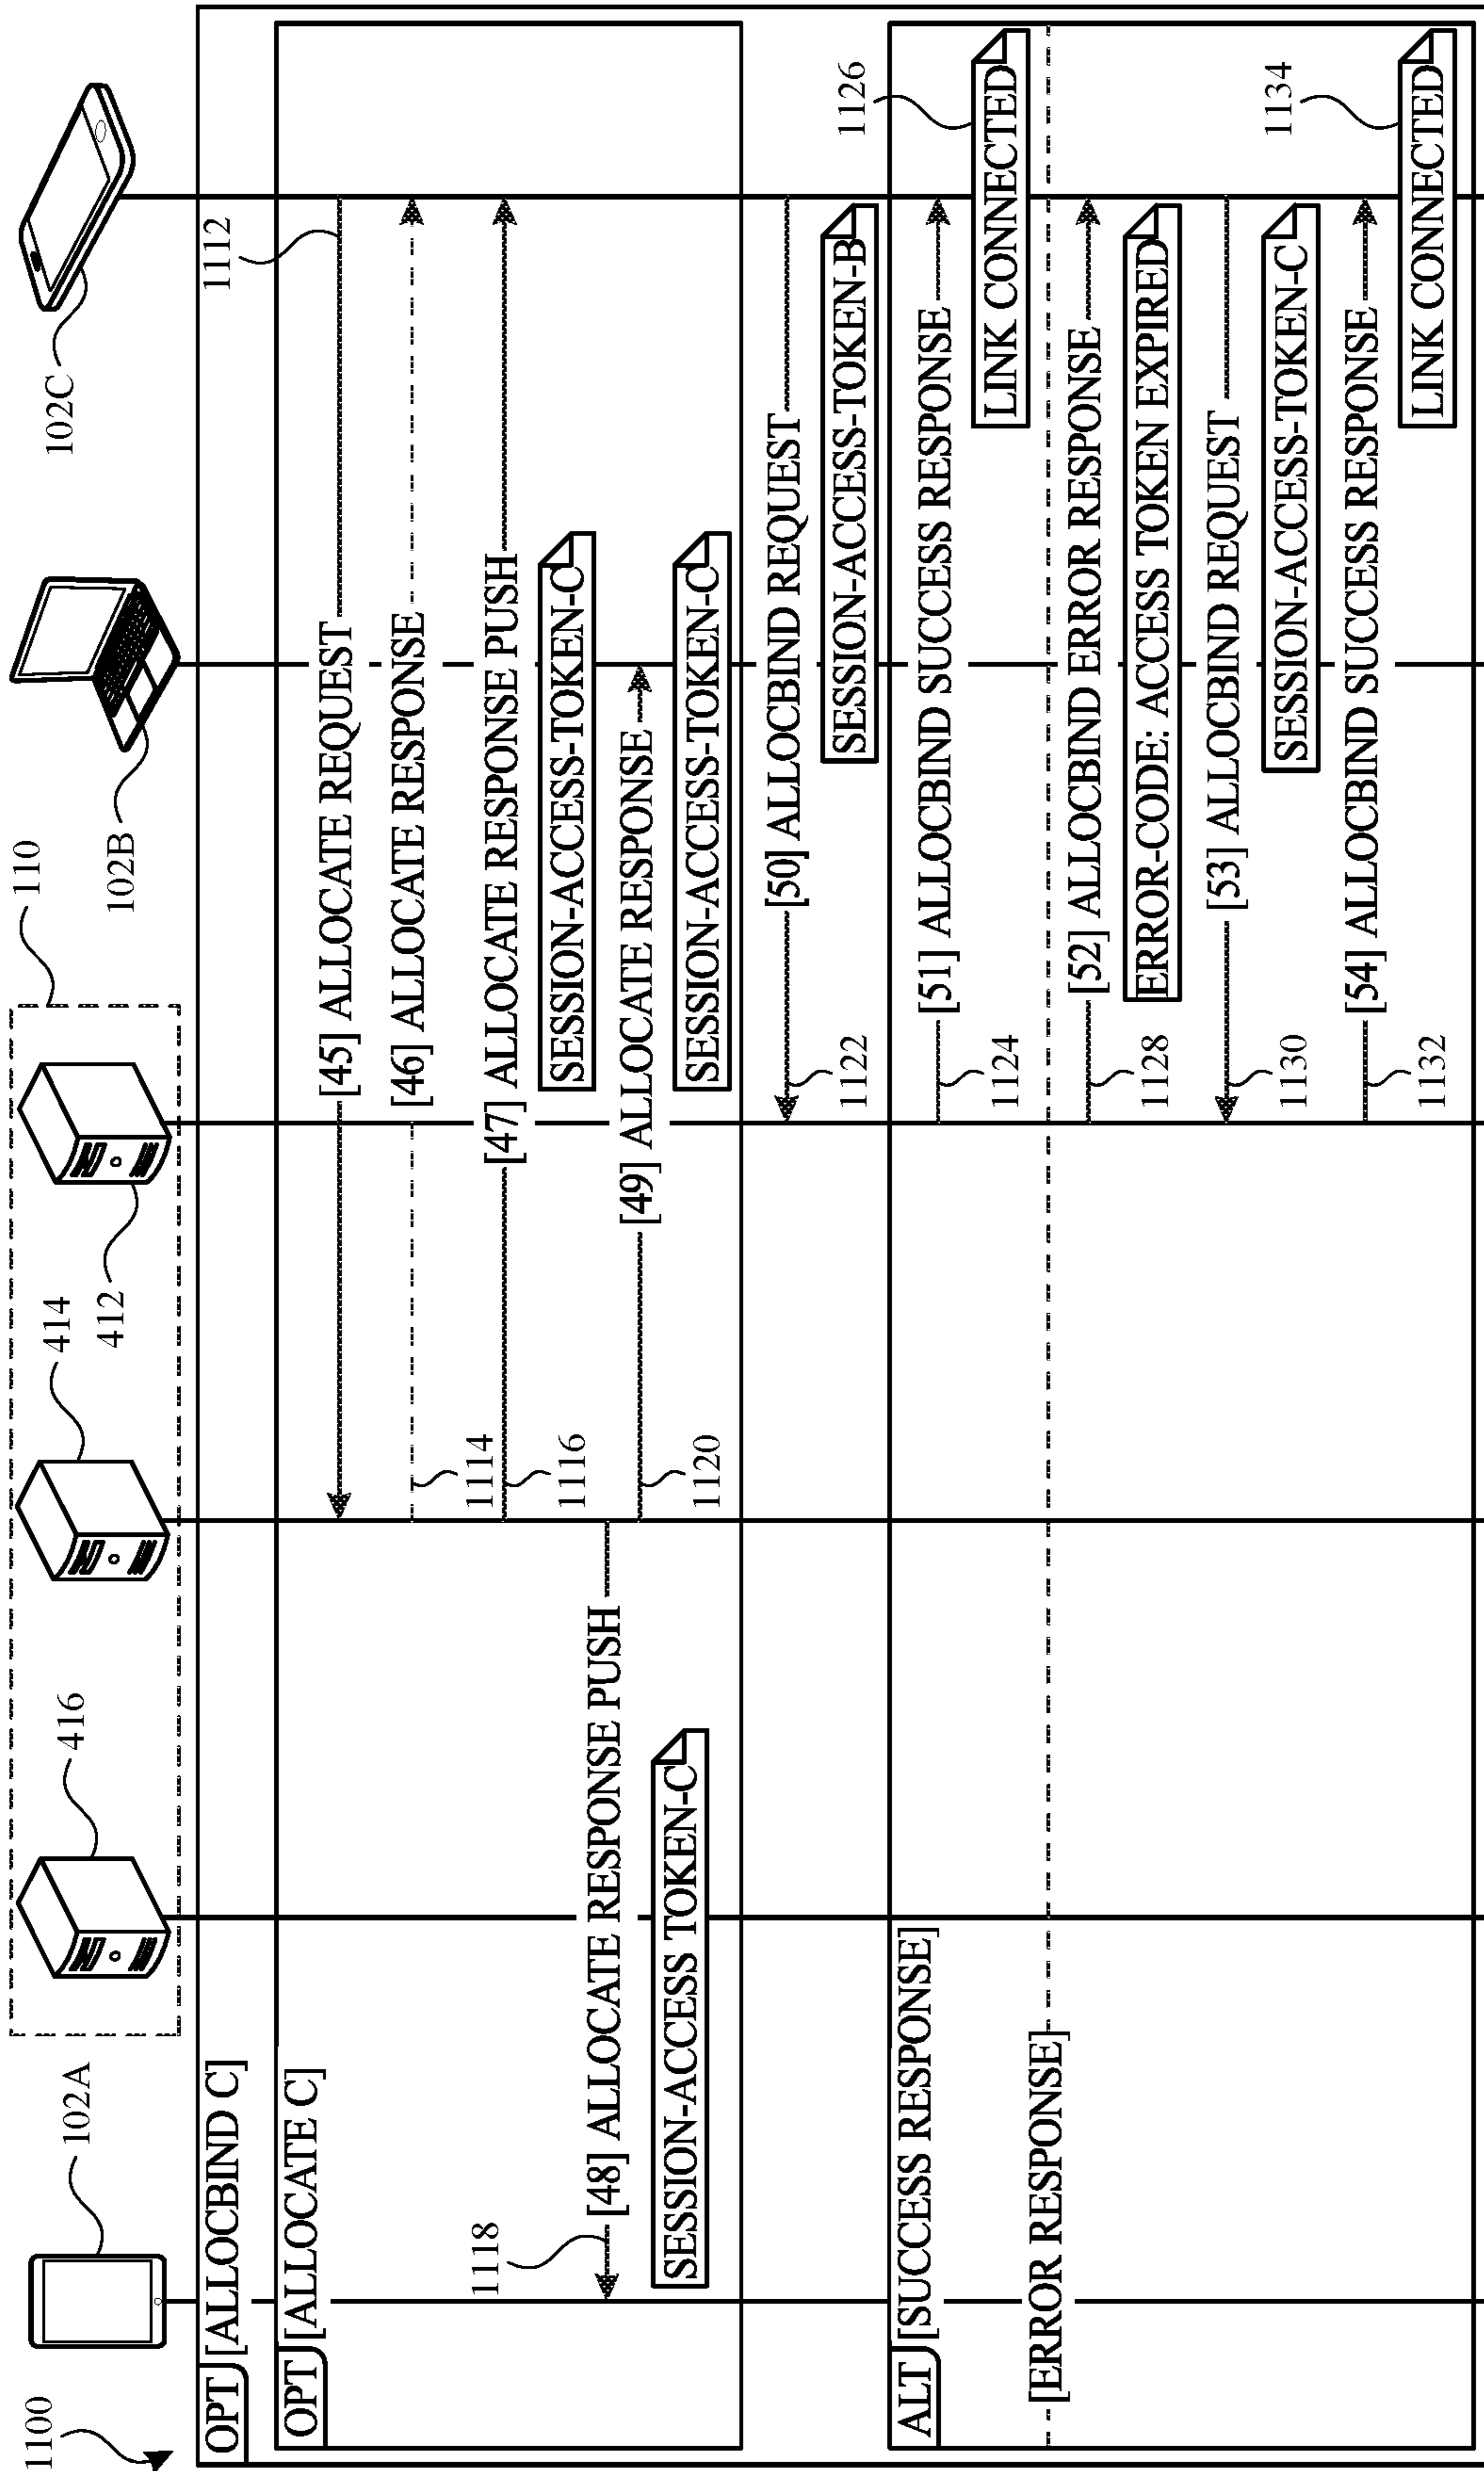 1100
102A
416
414
412
110
102B
102C
OPT [ALLOCBIND C]
OPT [ALLOCATE C]
1112
[45] ALLOCATE REQUEST
[46] ALLOCATE RESPONSE
1114
[47] ALLOCATE RESPONSE PUSH
1116
SESSION-ACCESS-TOKEN-C
1118
[48] ALLOCATE RESPONSE PUSH
SESSION-ACCESS TOKEN-C
[49] ALLOCATE RESPONSE
1120
SESSION-ACCESS-TOKEN-C
[50] ALLOCBIND REQUEST
1122
SESSION-ACCESS-TOKEN-B
ALT [SUCCESS RESPONSE]
[51] ALLOCBIND SUCCESS RESPONSE
1124
1126
LINK CONNECTED
[ERROR RESPONSE]
[52] ALLOCBIND ERROR RESPONSE
1128
ERROR-CODE: ACCESS TOKEN EXPIRED
[53] ALLOCBIND REQUEST
1130
SESSION-ACCESS-TOKEN-C
[54] ALLOCBIND SUCCESS RESPONSE
1132
1134
LINK CONNECTED